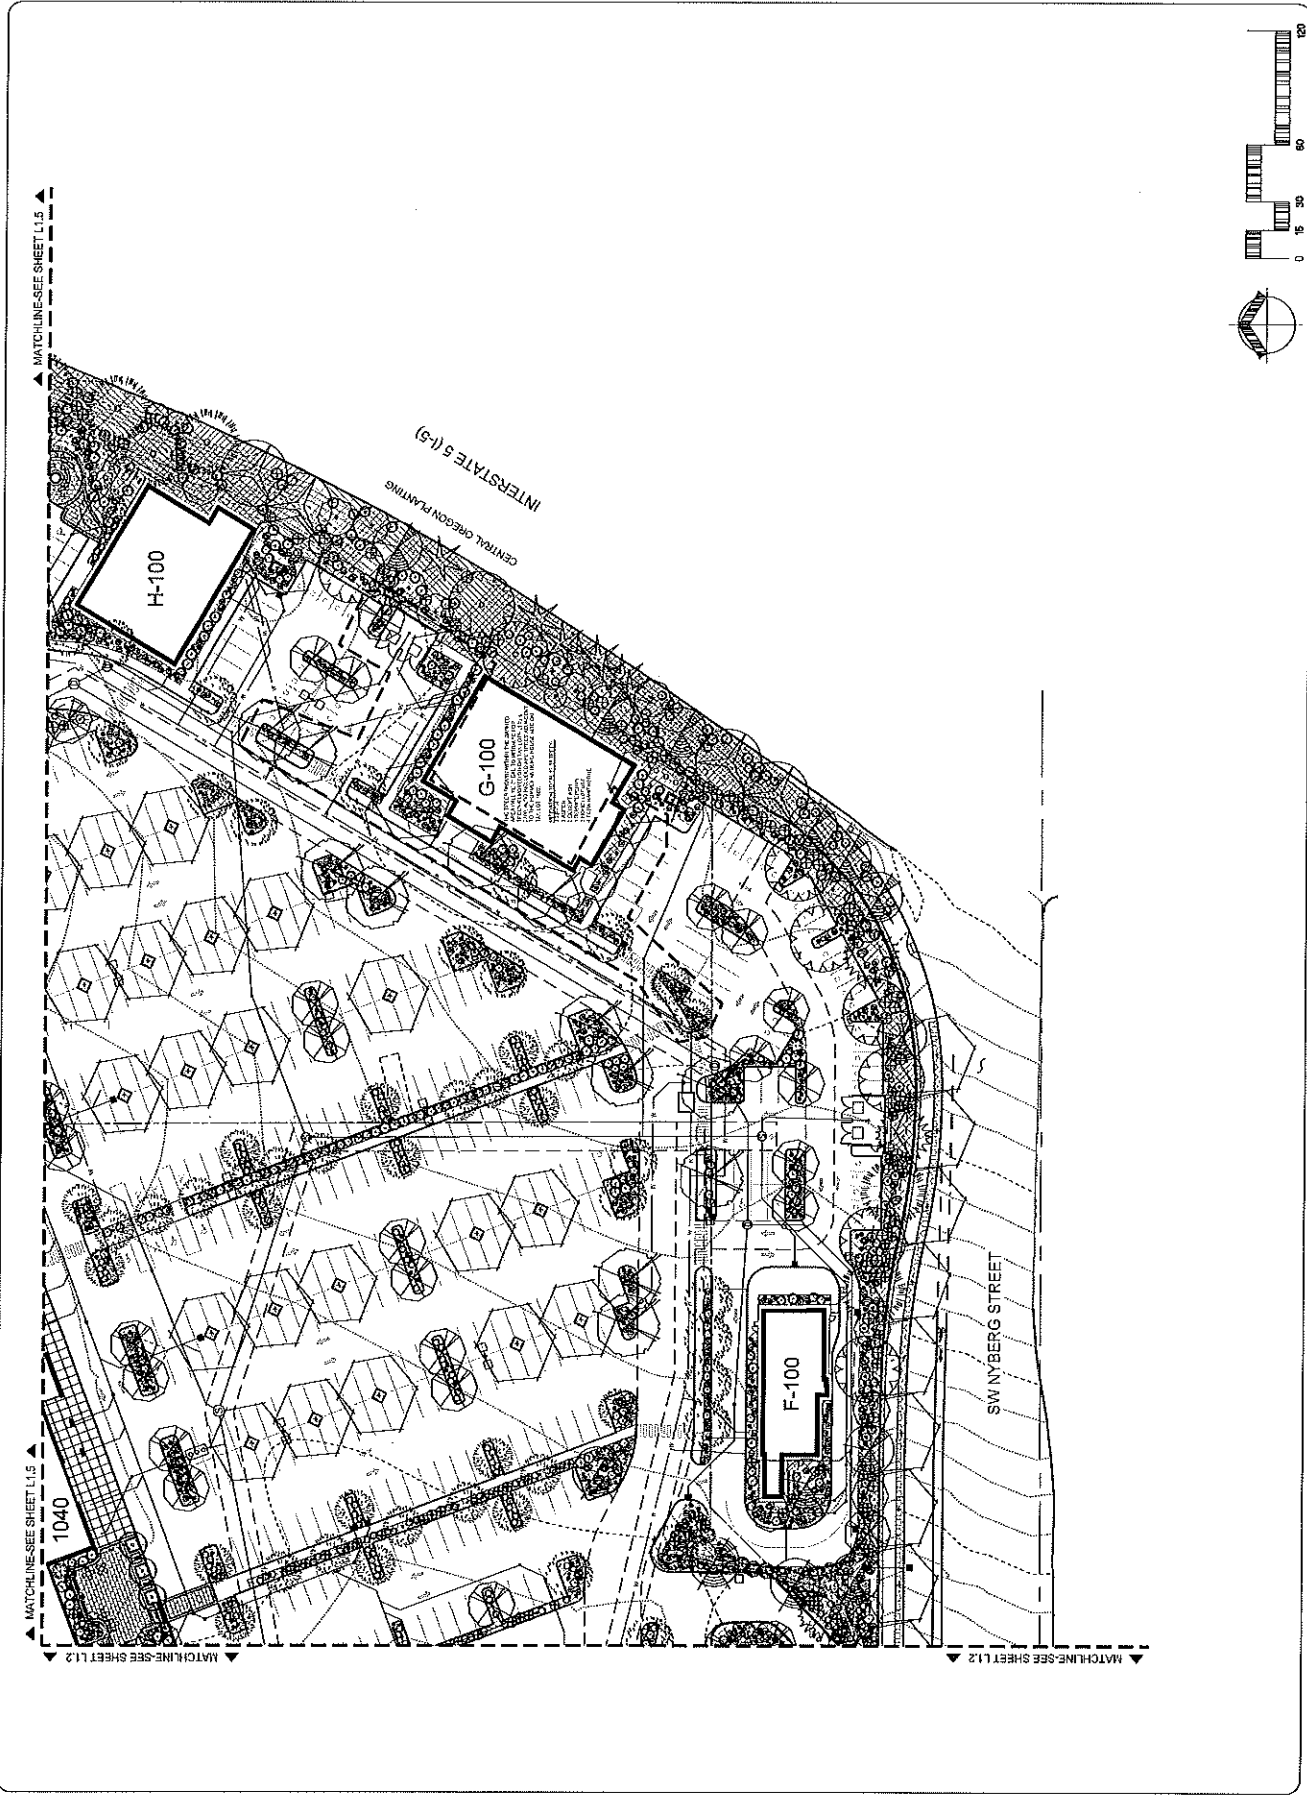 MATCHLINE-SEE SHEET L1.5
MATCHLINE-SEE SHEET L1.5
1040
MATCHLINE-SEE SHEET L1.2
MATCHLINE-SEE SHEET L1.2
H-100
G-100
F-100
INTERSTATE 5 (I-5)
CENTRAL OREGON PLANTING
SW NYBERG STREET
0 15 30 60 120